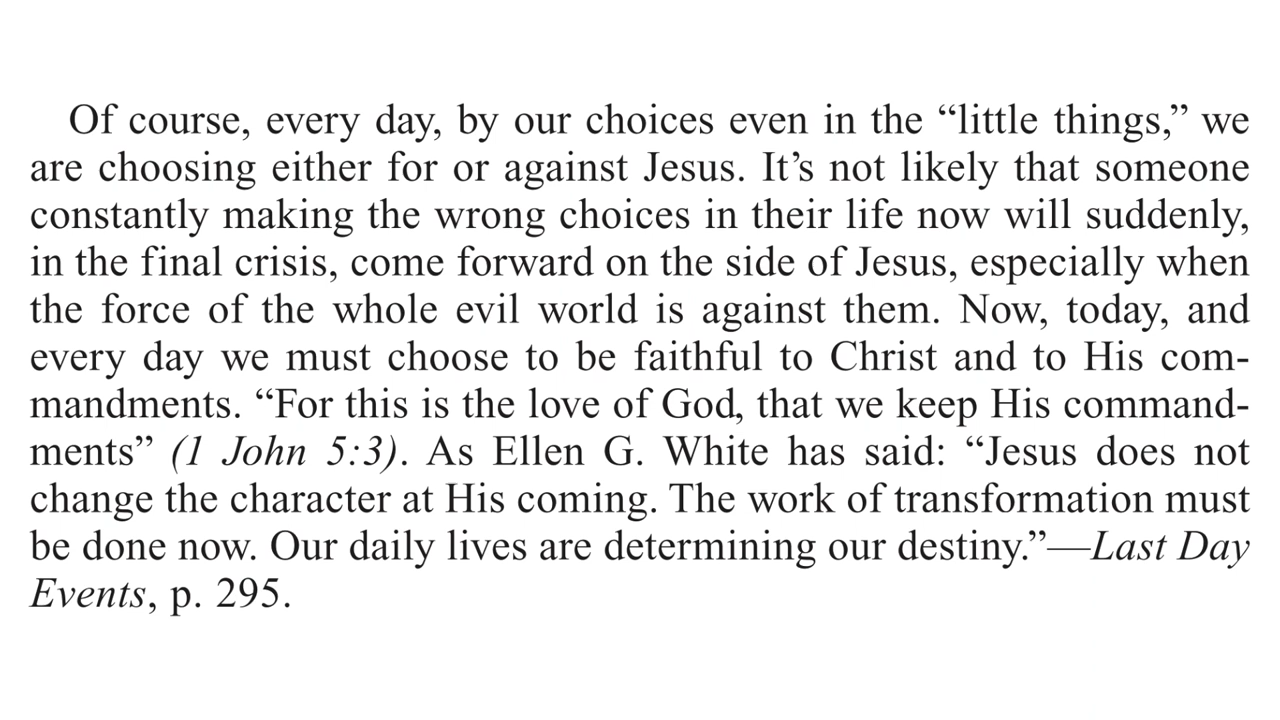 Of course, every day, by our choices even in the “little things,” we
are choosing either for or against Jesus. It’s not likely that someone
constantly making the wrong choices in their life now will suddenly,
in the final crisis, come forward on the side of Jesus, especially when
the force of the whole evil world is against them. Now, today, and
every day we must choose to be faithful to Christ and to His com-
mandments. “For this is the love of God, that we keep His command-
ments” (1 John 5:3). As Ellen G. White has said: “Jesus does not
change the character at His coming. The work of transformation must
be done now. Our daily lives are determining our destiny.”—Last Day
Events, p. 295.